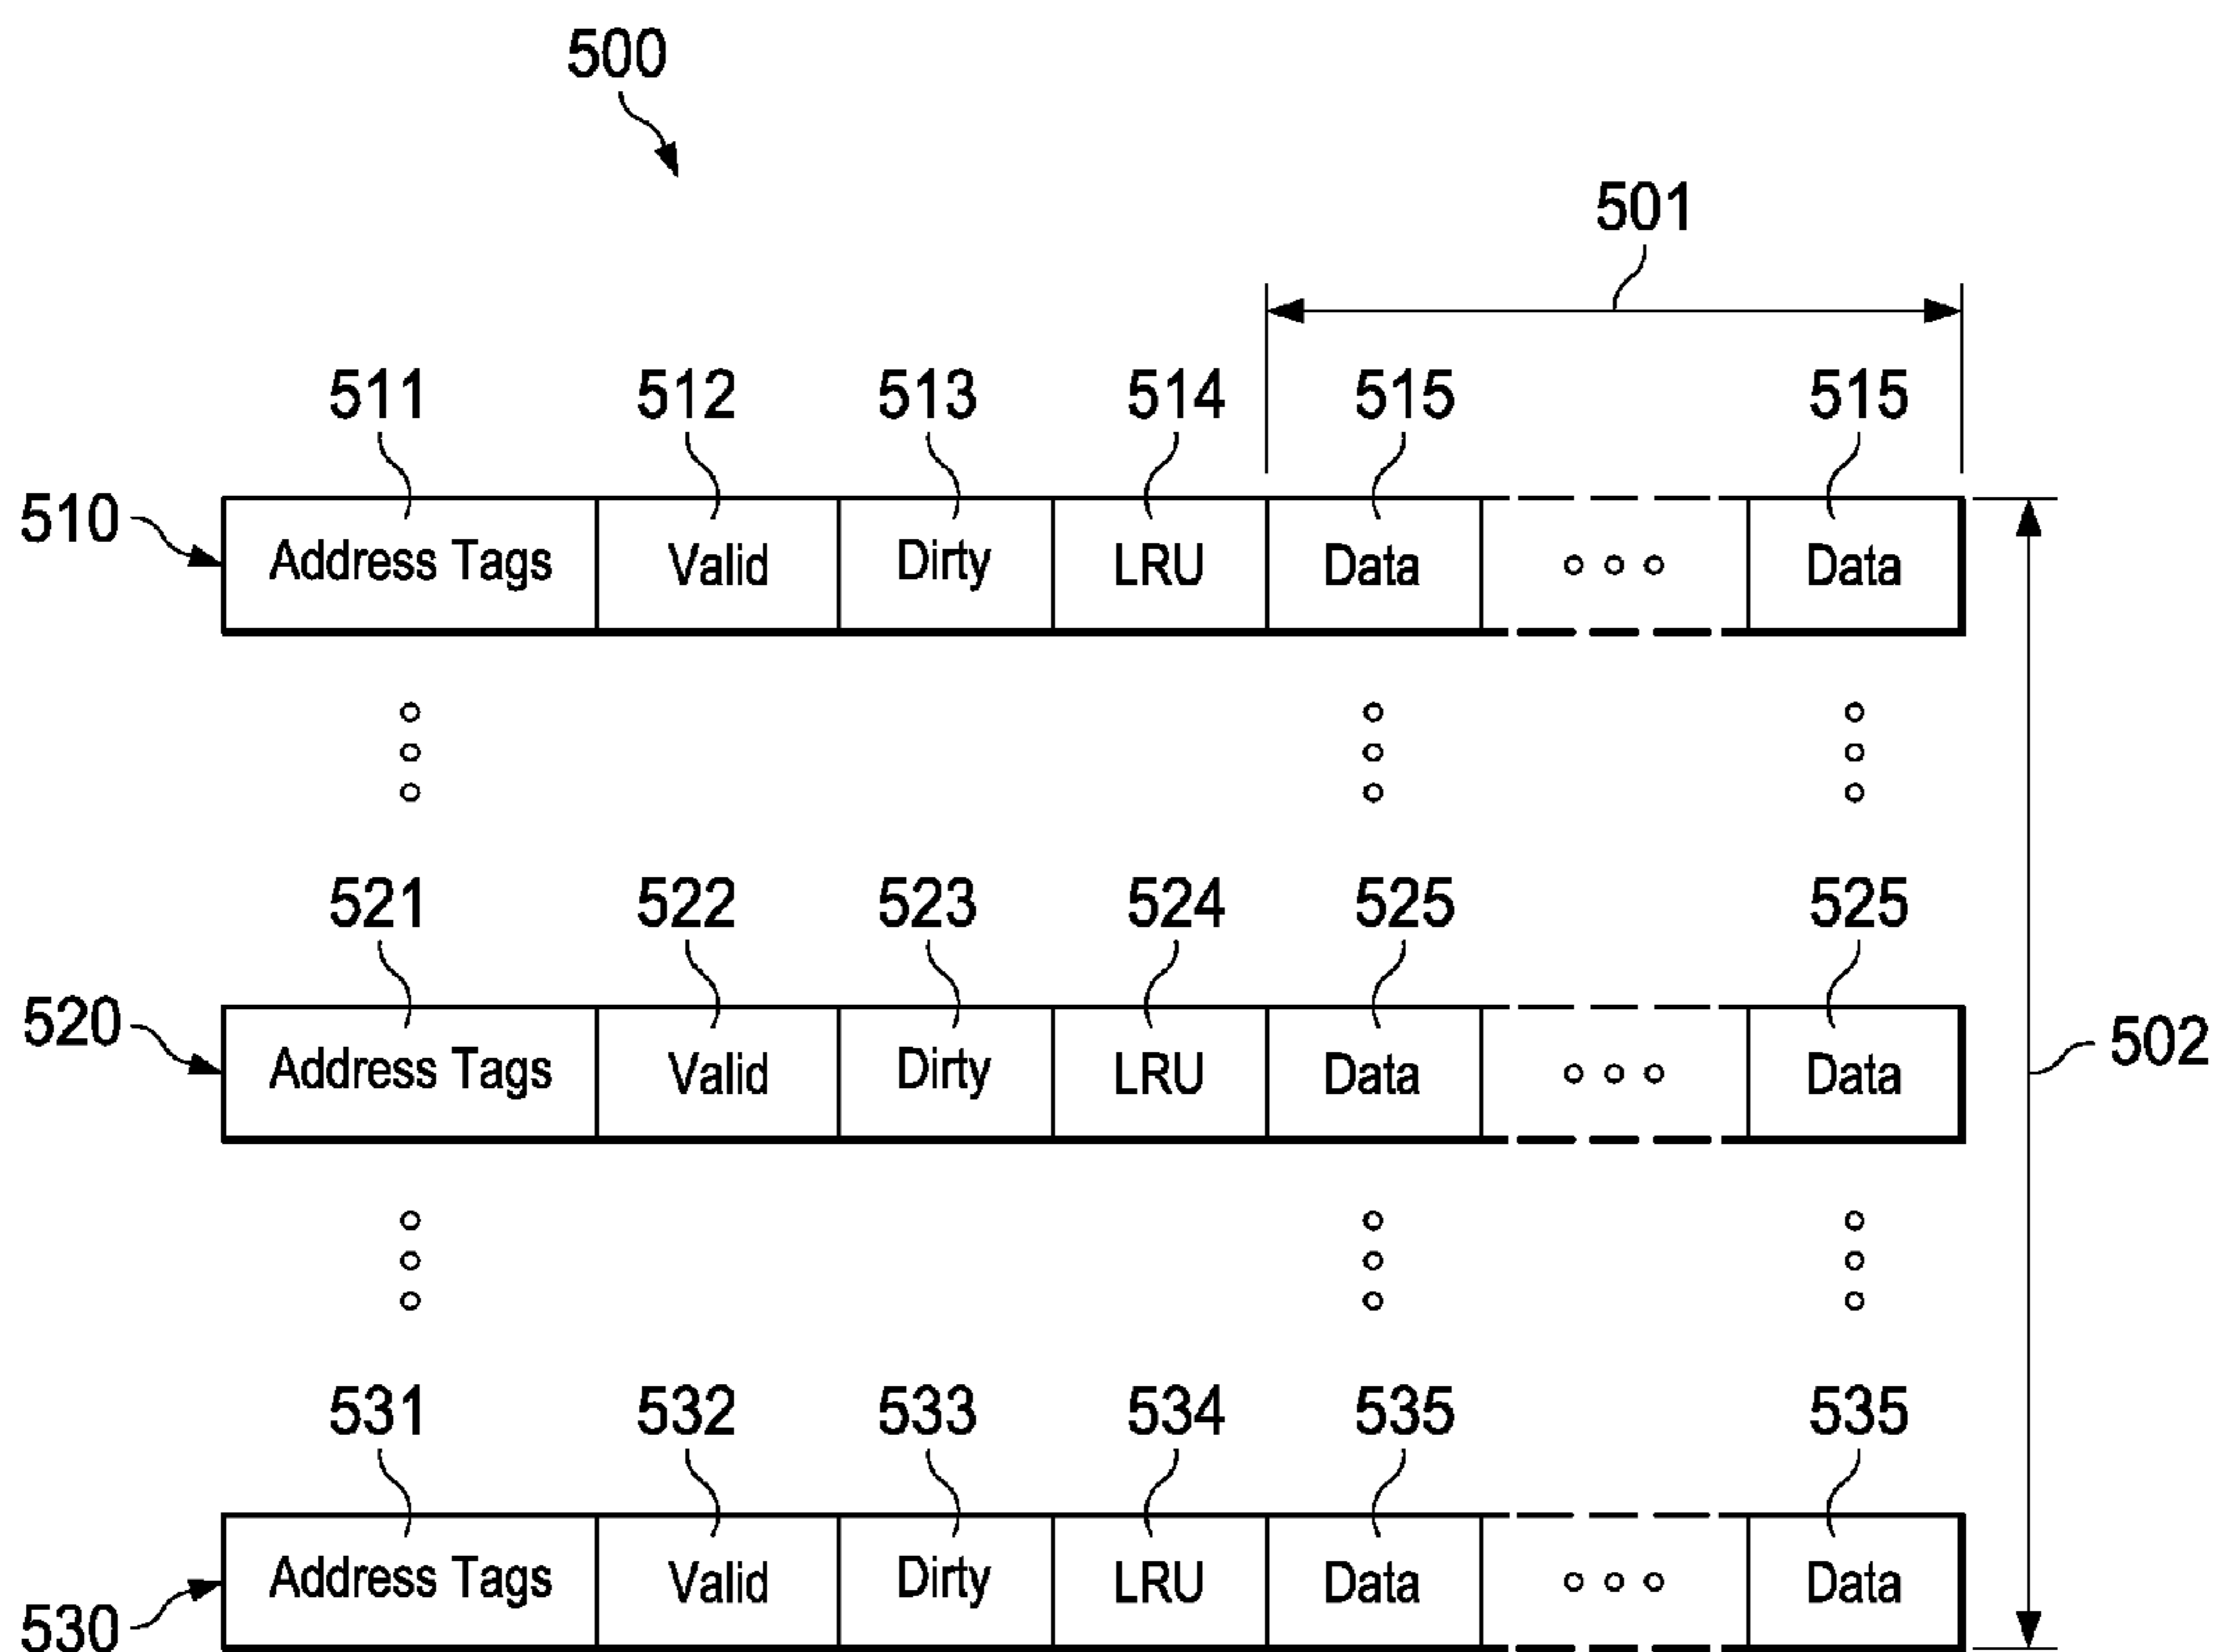 500
501
511 512 513 514 515 515
510
Address Tags Valid Dirty LRU Data Data
521 522 523 524 525 525
520
Address Tags Valid Dirty LRU Data Data
502
531 532 533 534 535 535
Address Tags Valid Dirty LRU Data Data
530